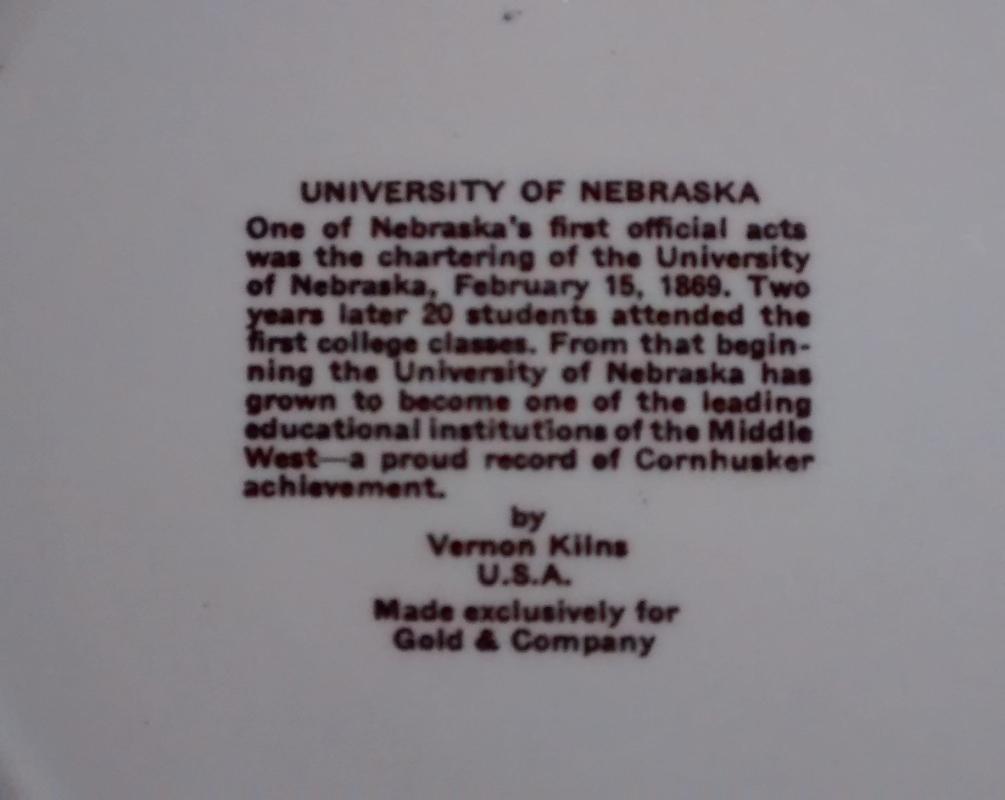 UNIVERSITY OF NEBRASKA
One of Nebraska's first official acts
was the chartering of the University
of Nebraska, February 15, 1869. Two
years later 20 students attended the
first college classes. From that begin-
ning the University of Nebraska has
grown to become one of the leading
educational institutions of the Middle
West—a proud record of Cornhusker
achievement.
by
Vernon Kilns
U.S.A.
Made exclusively for
Gold & Company